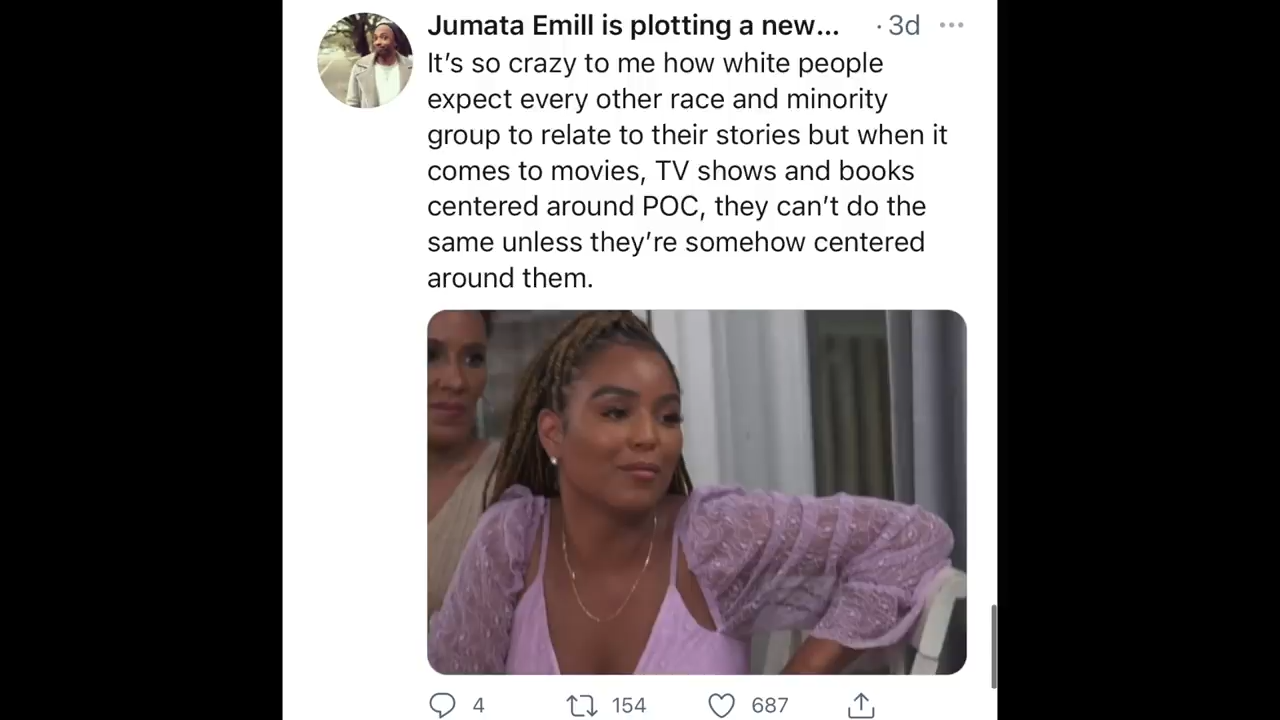 Jumata Emill is plotting a new... · 3d
It’s so crazy to me how white people
expect every other race and minority
group to relate to their stories but when it
comes to movies, TV shows and books
centered around POC, they can’t do the
same unless they’re somehow centered
around them.
4 154 687